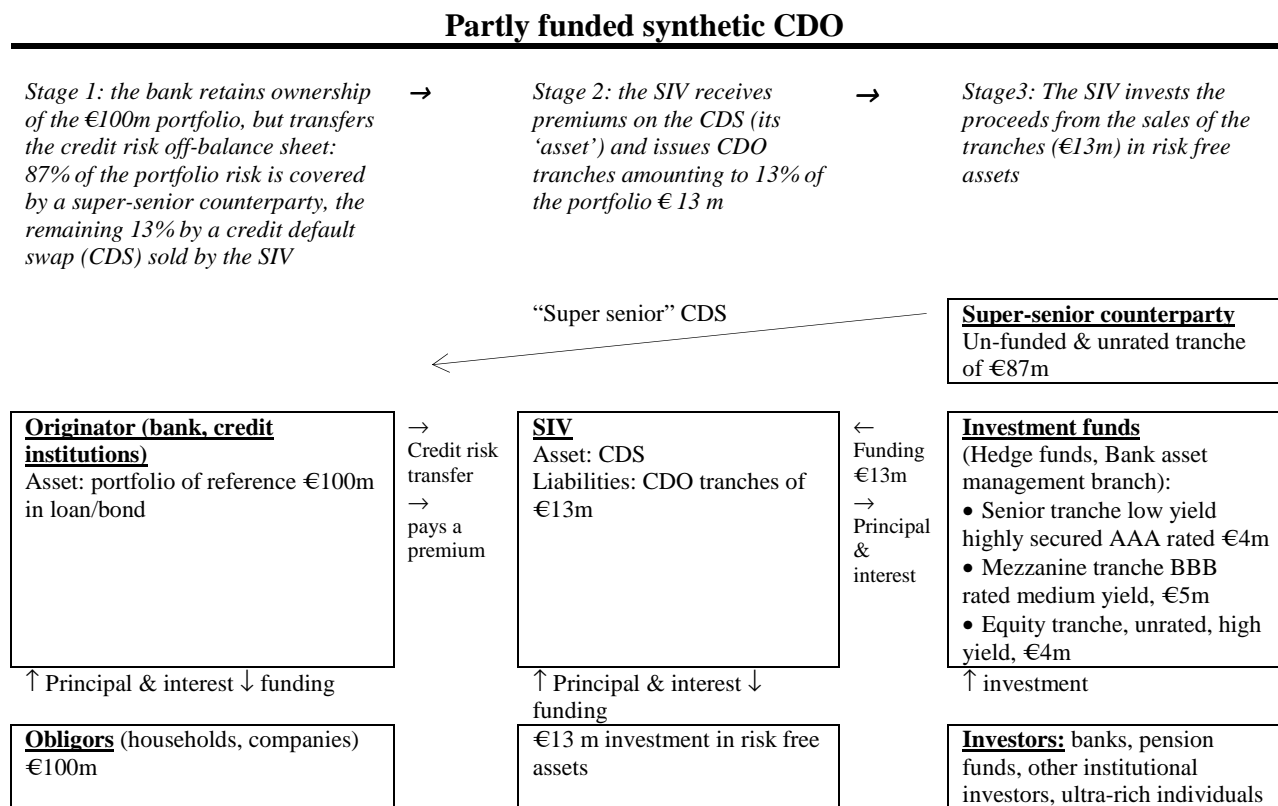 Partly funded synthetic CDO
Stage 1: the bank retains ownership
of the €100m portfolio, but transfers
the credit risk off-balance sheet:
87% of the portfolio risk is covered
by a super-senior counterparty, the
remaining 13% by a credit default
swap (CDS) sold by the SIV
→
Stage 2: the SIV receives
premiums on the CDS (its
‘asset’) and issues CDO
tranches amounting to 13% of
the portfolio € 13 m
→
Stage3: The SIV invests the
proceeds from the sales of the
tranches (€13m) in risk free
assets
“Super senior” CDS
Super-senior counterparty
Un-funded & unrated tranche
of €87m
Originator (bank, credit
institutions)
Asset: portfolio of reference €100m
in loan/bond
→
Credit risk
transfer
→
pays a
premium
SIV
Asset: CDS
Liabilities: CDO tranches of
€13m
←
Funding
€13m
→
Principal
&
interest
Investment funds
(Hedge funds, Bank asset
management branch):
• Senior tranche low yield
highly secured AAA rated €4m
• Mezzanine tranche BBB
rated medium yield, €5m
• Equity tranche, unrated, high
yield, €4m
↑ Principal & interest ↓ funding
↑ Principal & interest ↓
funding
↑ investment
Obligors (households, companies)
€100m
€13 m investment in risk free
assets
Investors: banks, pension
funds, other institutional
investors, ultra-rich individuals